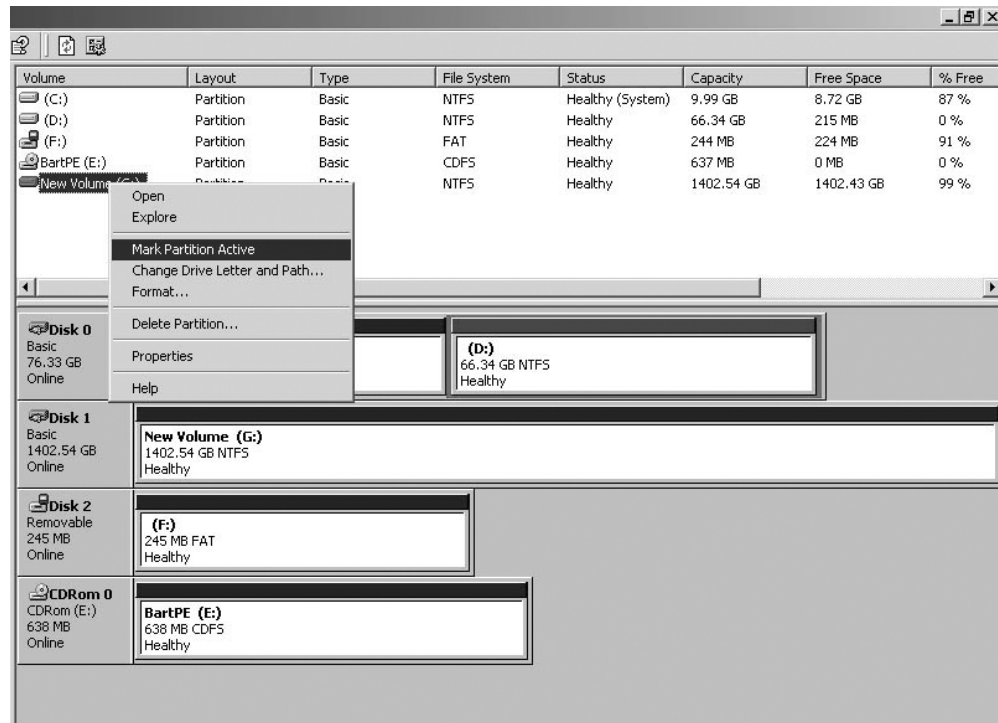 Volume Layout Type File System Status Capacity Free Space % Free
(C:) Partition Basic NTFS Healthy (System) 9.99 GB 8.72 GB 87 %
(D:) Partition Basic NTFS Healthy 66.34 GB 215 MB 0 %
(F:) Partition Basic FAT Healthy 244 MB 224 MB 91 %
BartPE (E:) Partition Basic CDFS Healthy 637 MB 0 MB 0 %
New Volume (G:) Partition Basic NTFS Healthy 1402.54 GB 1402.43 GB 99 %
Open
Explore
Mark Partition Active
Change Drive Letter and Path...
Format...
Delete Partition...
Properties
Help
Disk 0
Basic
76.33 GB
Online
(D:)
66.34 GB NTFS
Healthy
Disk 1
Basic
1402.54 GB
Online
New Volume (G:)
1402.54 GB NTFS
Healthy
Disk 2
Removable
245 MB
Online
(F:)
245 MB FAT
Healthy
CDRom 0
CDRom (E:)
638 MB
Online
BartPE (E:)
638 MB CDFS
Healthy